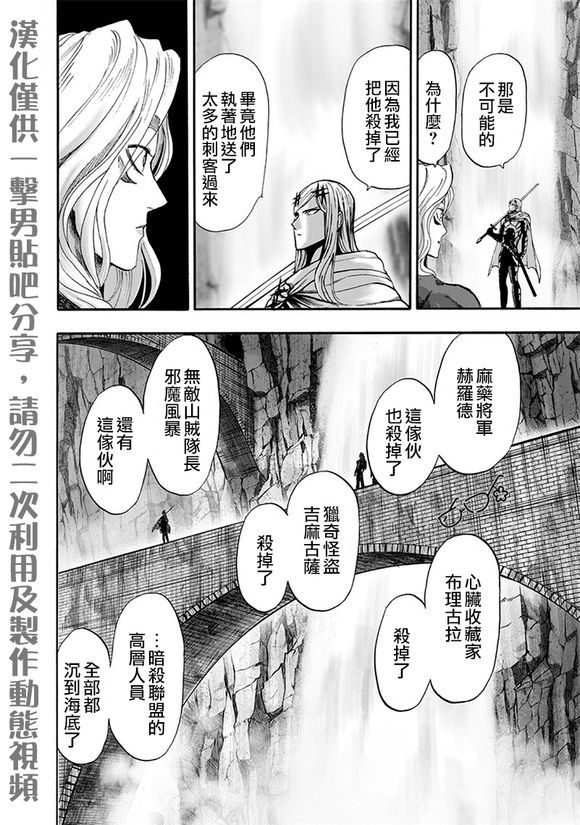 那是
不可能的
為什麼?
因為我已經
把他殺掉了
畢竟他們
執著地送了
太多的刺客過來
麻藥將軍
赫羅德
這傢伙
也殺掉了
無敵山賊隊長
邪魔風暴
還有
這傢伙啊
心臟收藏家
布理古拉
殺掉了
獵奇怪盜
吉麻古薩
殺掉了
…暗殺聯盟的
高層人員
全部都
沉到海底了
漢化僅供一擊男貼吧分享，請勿二次利用及製作動態視頻